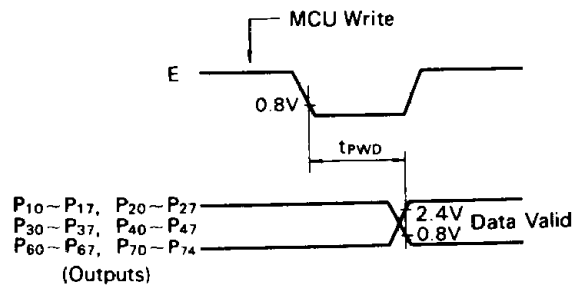 MCU Write
E
0.8V
tPWD
P10~P17, P20~P27
P30~P37, P40~P47
P60~P67, P70~P74
(Outputs)
2.4V
0.8V
Data Valid